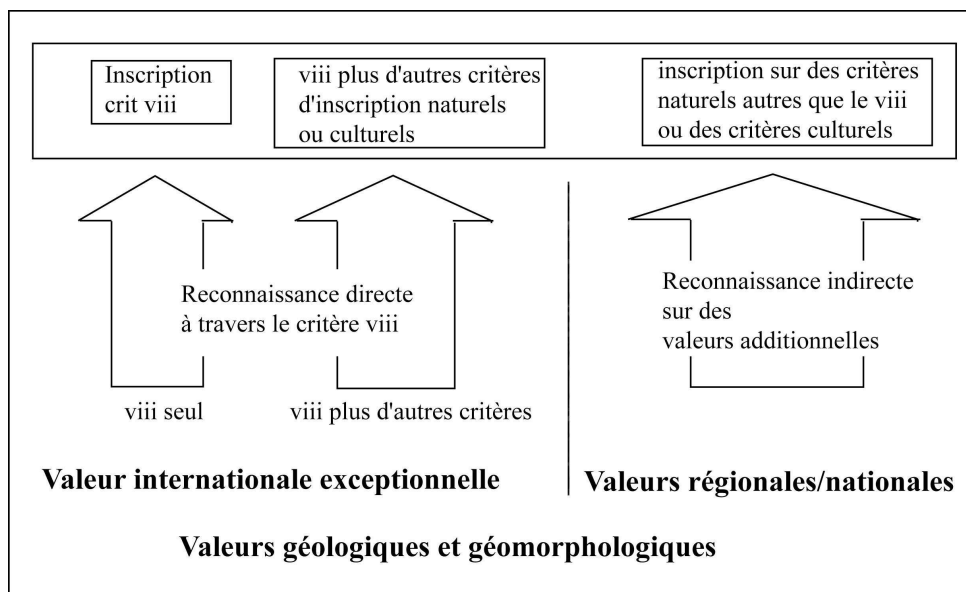 Inscription
crit viii
viii plus d'autres critères
d'inscription naturels
ou culturels
inscription sur des critères
naturels autres que le viii
ou des critères culturels
Reconnaissance directe
à travers le critère viii
Reconnaissance indirecte
sur des
valeurs additionnelles
viii seul
viii plus d'autres critères
Valeur internationale exceptionnelle
Valeurs régionales/nationales
Valeurs géologiques et géomorphologiques